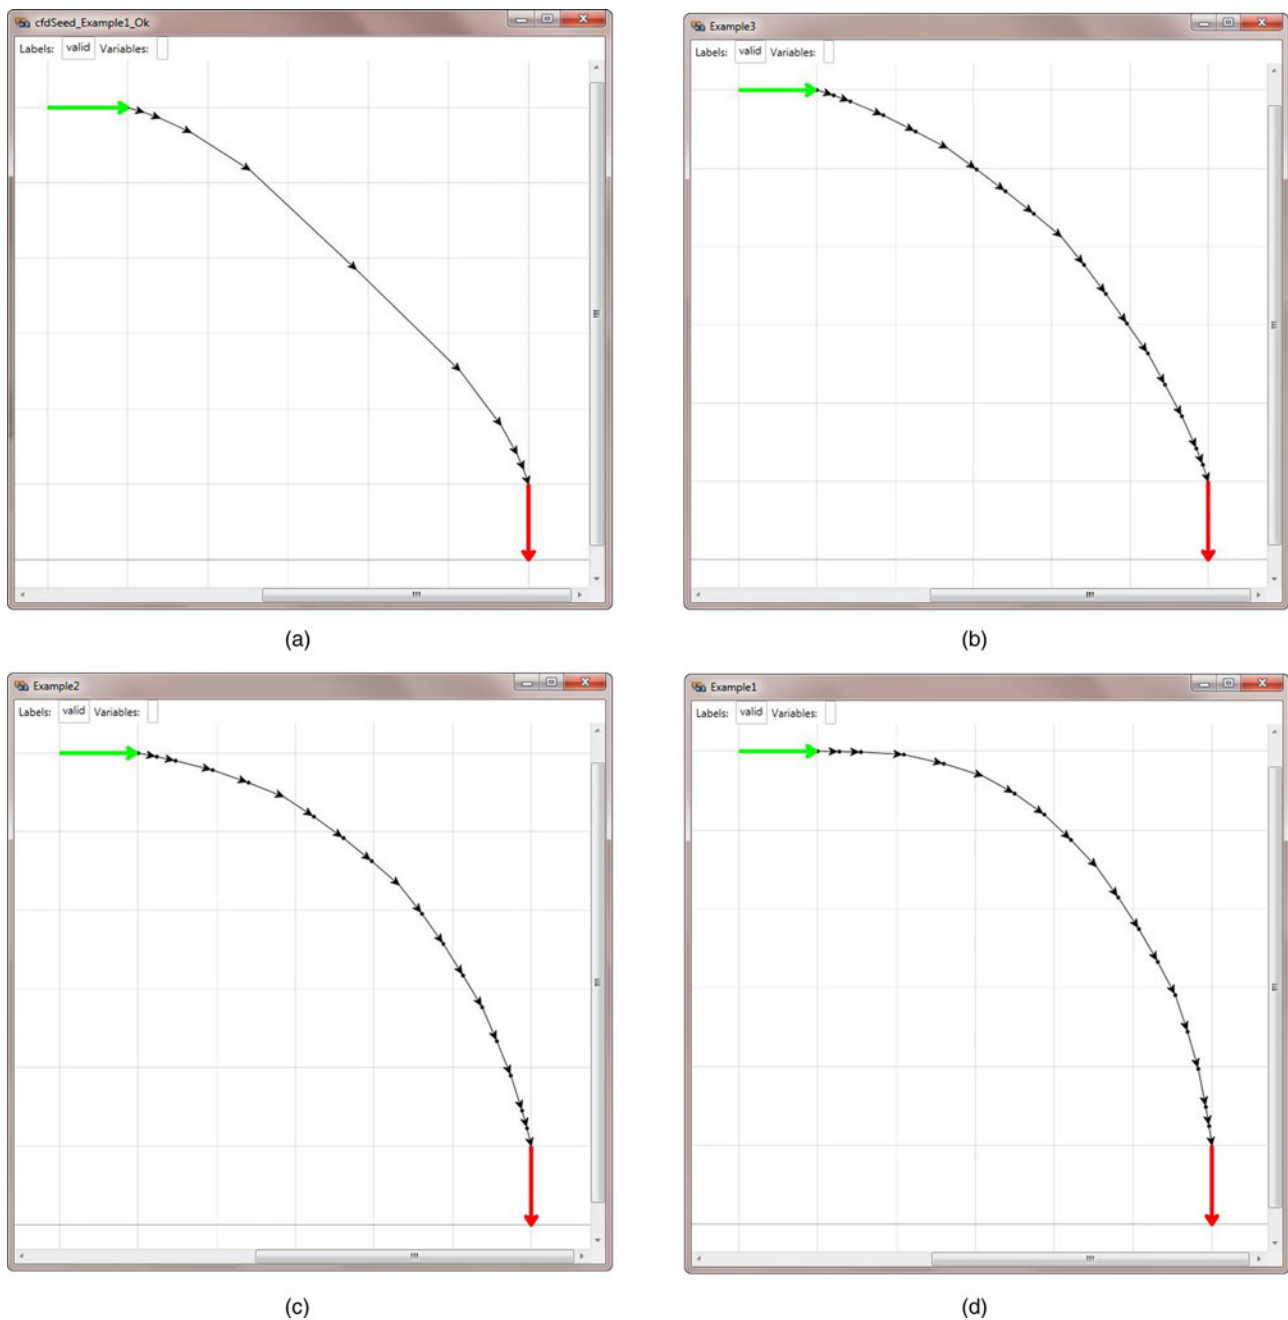 cfdSeed_Example1_Ok
Labels: valid Variables:
Example3
Labels: valid Variables:
(a)
(b)
Example2
Labels: valid Variables:
Example1
Labels: valid Variables:
(c)
(d)